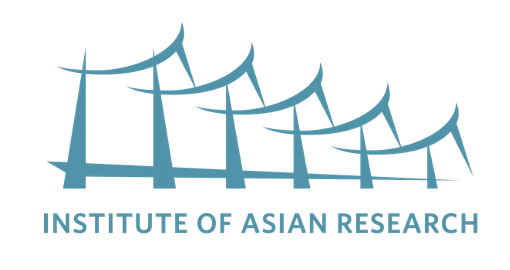 INSTITUTE OF ASIAN RESEARCH